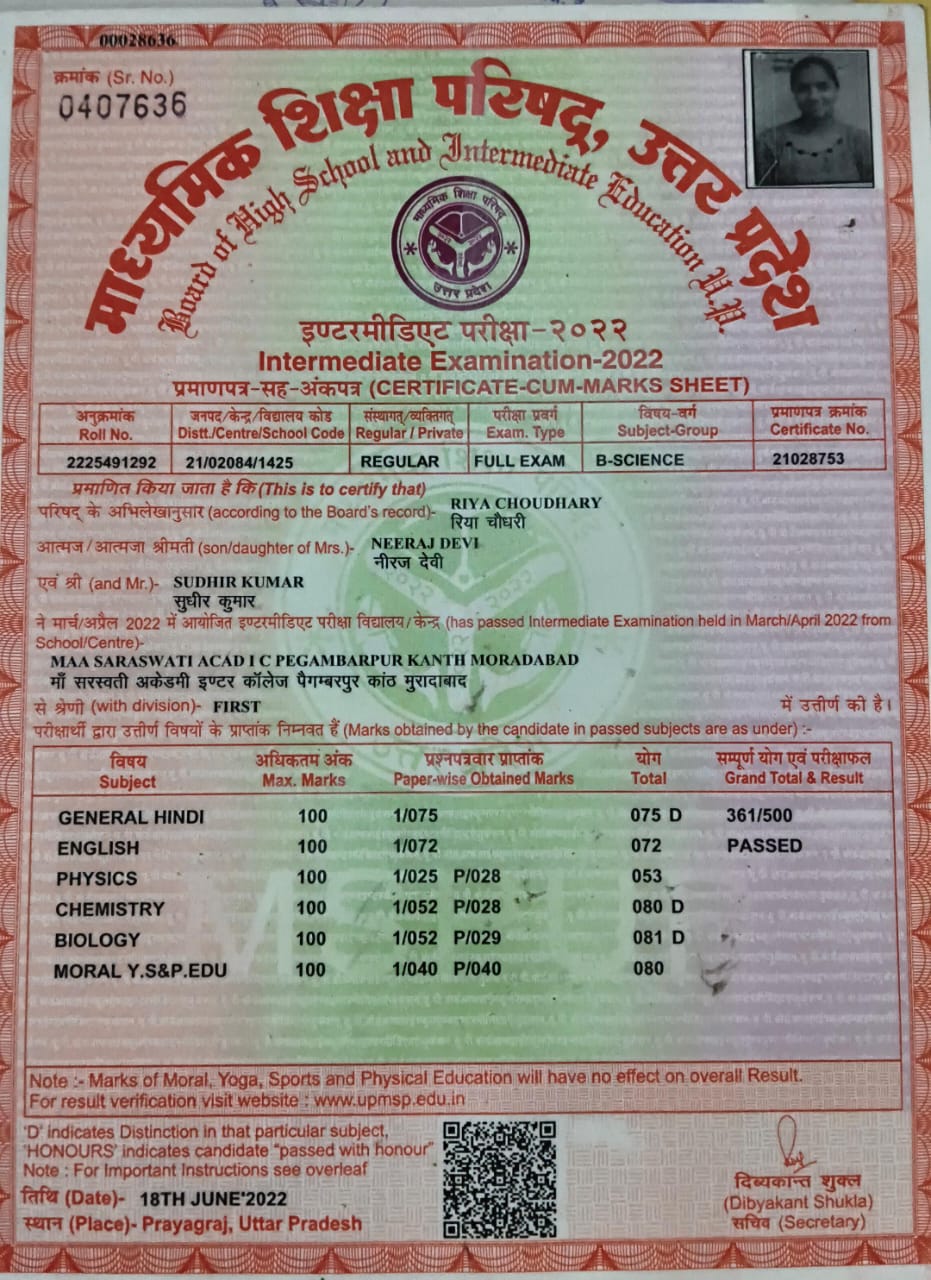 00028636
क्रमांक (Sr. No.)
0407636
माध्यमिक शिक्षा परिषद्, उत्तर प्रदेश
Board of High School and Intermediate Education U.P.
माध्यमिक शिक्षा परिषद्
उत्तर प्रदेश
इण्टरमीडिएट परीक्षा-२०२२
Intermediate Examination-2022
प्रमाणपत्र-सह-अंकपत्र (CERTIFICATE-CUM-MARKS SHEET)
अनुक्रमांक जनपद/केन्द्र/विद्यालय कोड संस्थागत्/व्यक्तिगत् परीक्षा प्रवर्ग विषय-वर्ग प्रमाणपत्र क्रमांक
Roll No. Distt./Centre/School Code Regular / Private Exam. Type Subject-Group Certificate No.
2225491292 21/02084/1425 REGULAR FULL EXAM B-SCIENCE 21028753
प्रमाणित किया जाता है कि (This is to certify that)
परिषद् के अभिलेखानुसार (according to the Board's record)- RIYA CHOUDHARY
रिया चौधरी
आत्मज/आत्मजा श्रीमती (son/daughter of Mrs.)- NEERAJ DEVI
नीरज देवी
एवं श्री (and Mr.)- SUDHIR KUMAR
सुधीर कुमार
ने मार्च/अप्रैल 2022 में आयोजित इण्टरमीडिएट परीक्षा विद्यालय/केन्द्र (has passed Intermediate Examination held in March/April 2022 from
School/Centre)-
MAA SARASWATI ACAD I C PEGAMBARPUR KANTH MORADABAD
माँ सरस्वती अकेडमी इण्टर कॉलेज पैगम्बरपुर कांठ मुरादाबाद
से श्रेणी (with division)- FIRST में उत्तीर्ण की है।
परीक्षार्थी द्वारा उत्तीर्ण विषयों के प्राप्तांक निम्नवत हैं (Marks obtained by the candidate in passed subjects are as under) :-
विषय अधिकतम अंक प्रश्नपत्रवार प्राप्तांक योग सम्पूर्ण योग एवं परीक्षाफल
Subject Max. Marks Paper-wise Obtained Marks Total Grand Total & Result
GENERAL HINDI 100 1/075 075 D 361/500
ENGLISH 100 1/072 072 PASSED
PHYSICS 100 1/025 P/028 053
CHEMISTRY 100 1/052 P/028 080 D
BIOLOGY 100 1/052 P/029 081 D
MORAL Y.S&P.EDU 100 1/040 P/040 080
Note :- Marks of Moral, Yoga, Sports and Physical Education will have no effect on overall Result.
For result verification visit website : www.upmsp.edu.in
'D' indicates Distinction in that particular subject,
'HONOURS' indicates candidate "passed with honour"
Note : For Important Instructions see overleaf
तिथि (Date)- 18TH JUNE'2022
स्थान (Place)- Prayagraj, Uttar Pradesh
दिब्यकान्त शुक्ल
(Dibyakant Shukla)
सचिव (Secretary)